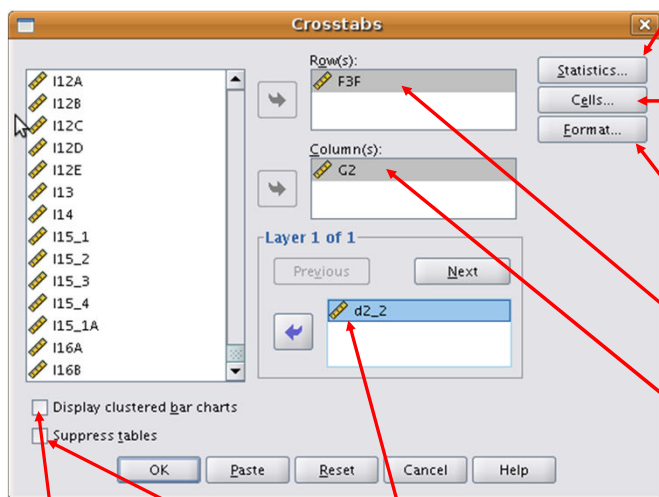 Crosstabs
I12A
I12B
I12C
I12D
I12E
I13
I14
I15_1
I15_2
I15_3
I15_4
I15_1A
I16A
I16B
Row(s):
F3F
Column(s):
G2
Layer 1 of 1
Previous
Next
d2_2
Statistics...
Cells...
Format...
Display clustered bar charts
Suppress tables
OK
Paste
Reset
Cancel
Help